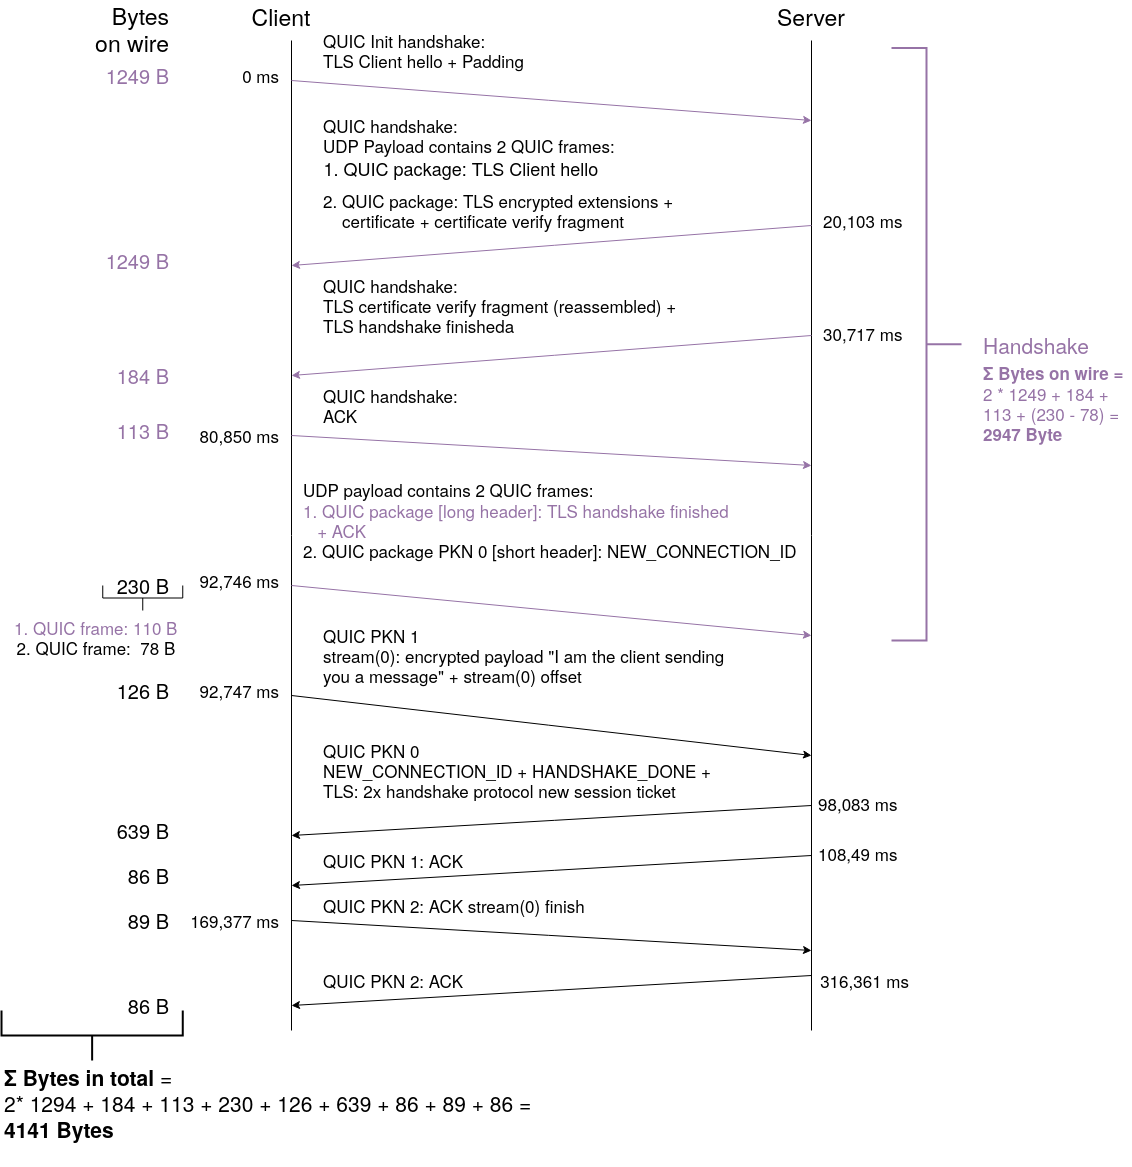 Bytes
on wire
Client
Server
QUIC Init handshake:
TLS Client hello + Padding
1249 B
0 ms
QUIC handshake:
UDP Payload contains 2 QUIC frames:
1. QUIC package: TLS Client hello
2. QUIC package: TLS encrypted extensions +
certificate + certificate verify fragment
20,103 ms
1249 B
QUIC handshake:
TLS certificate verify fragment (reassembled) +
TLS handshake finisheda
30,717 ms
184 B
Handshake
Σ Bytes on wire =
2 * 1249 + 184 +
113 + (230 - 78) =
2947 Byte
QUIC handshake:
ACK
113 B
80,850 ms
UDP payload contains 2 QUIC frames:
1. QUIC package [long header]: TLS handshake finished
+ ACK
2. QUIC package PKN 0 [short header]: NEW_CONNECTION_ID
230 B
92,746 ms
1. QUIC frame: 110 B
2. QUIC frame: 78 B
QUIC PKN 1
stream(0): encrypted payload "I am the client sending
you a message" + stream(0) offset
126 B
92,747 ms
QUIC PKN 0
NEW_CONNECTION_ID + HANDSHAKE_DONE +
TLS: 2x handshake protocol new session ticket
98,083 ms
639 B
QUIC PKN 1: ACK
108,49 ms
86 B
QUIC PKN 2: ACK stream(0) finish
89 B
169,377 ms
QUIC PKN 2: ACK
316,361 ms
86 B
Σ Bytes in total =
2* 1294 + 184 + 113 + 230 + 126 + 639 + 86 + 89 + 86 =
4141 Bytes